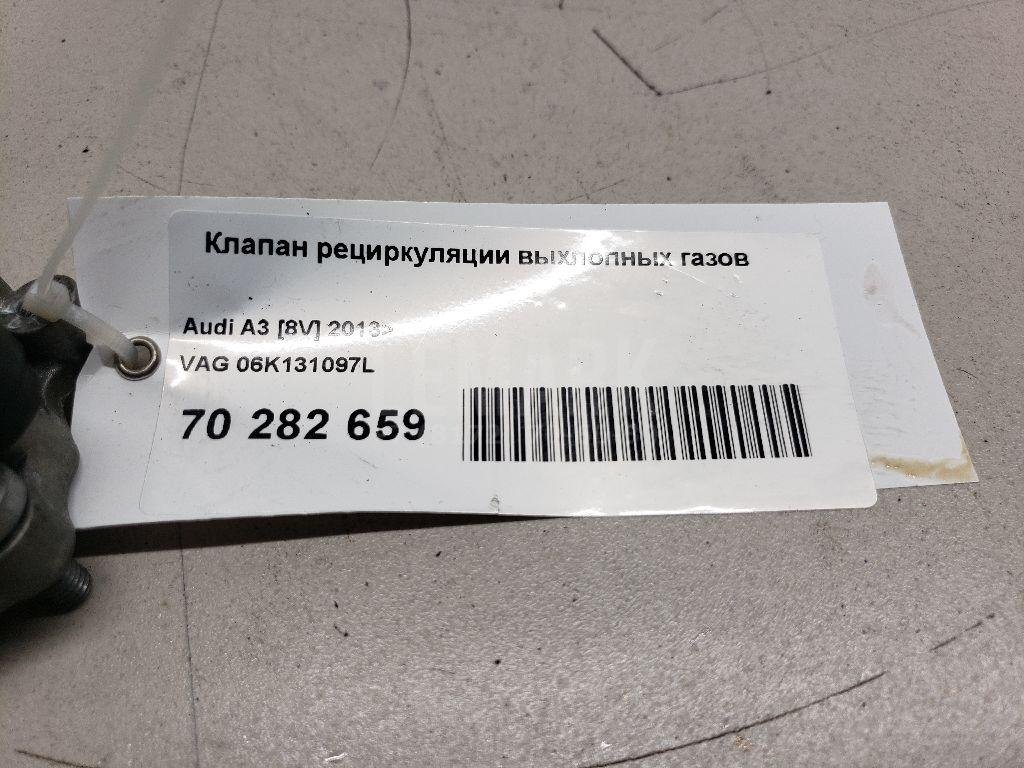 Клапан рециркуляции выхлопных газов
Audi A3 [8V] 2013>
VAG 06K131097L
70 282 659